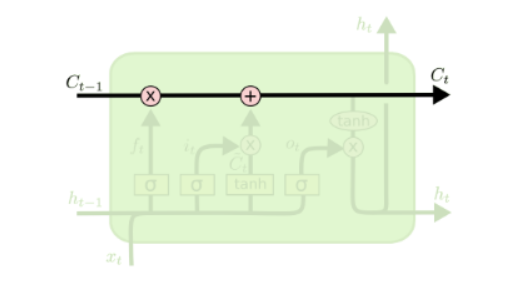 h_t
C_{t-1} × + C_t
tanh
f_t i_t × o_t ×
C̃_t
σ σ tanh σ
h_{t-1} h_t
x_t